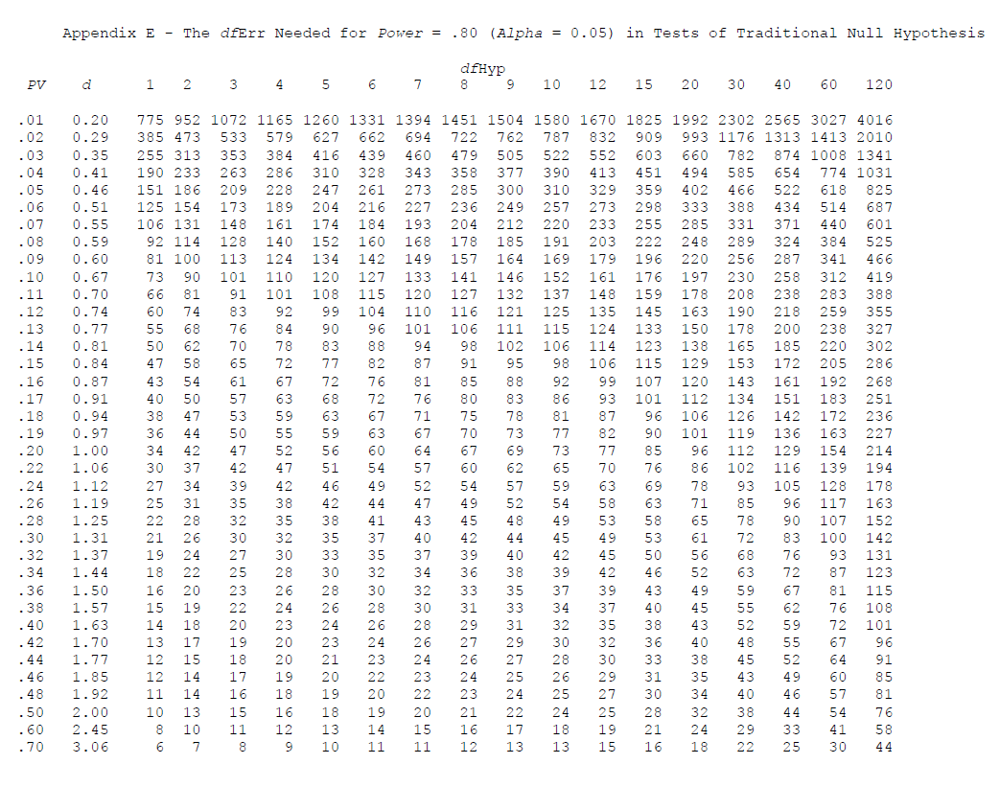 Appendix E - The dfErr Needed for Power = .80 (Alpha = 0.05) in Tests of Traditional Null Hypothesis
dfHyp
PV d 1 2 3 4 5 6 7 8 9 10 12 15 20 30 40 60 120
.01 0.20 775 952 1072 1165 1260 1331 1394 1451 1504 1580 1670 1825 1992 2302 2565 3027 4016
.02 0.29 385 473 533 579 627 662 694 722 762 787 832 909 993 1176 1313 1413 2010
.03 0.35 255 313 353 384 416 439 460 479 505 522 552 603 660 782 874 1008 1341
.04 0.41 190 233 263 286 310 328 343 358 377 390 413 451 494 585 654 774 1031
.05 0.46 151 186 209 228 247 261 273 285 300 310 329 359 402 466 522 618 825
.06 0.51 125 154 173 189 204 216 227 236 249 257 273 298 333 388 434 514 687
.07 0.55 106 131 148 161 174 184 193 204 212 220 233 255 285 331 371 440 601
.08 0.59 92 114 128 140 152 160 168 178 185 191 203 222 248 289 324 384 525
.09 0.60 81 100 113 124 134 142 149 157 164 169 179 196 220 256 287 341 466
.10 0.67 73 90 101 110 120 127 133 141 146 152 161 176 197 230 258 312 419
.11 0.70 66 81 91 101 108 115 120 127 132 137 148 159 178 208 238 283 388
.12 0.74 60 74 83 92 99 104 110 116 121 125 135 145 163 190 218 259 355
.13 0.77 55 68 76 84 90 96 101 106 111 115 124 133 150 178 200 238 327
.14 0.81 50 62 70 78 83 88 94 98 102 106 114 123 138 165 185 220 302
.15 0.84 47 58 65 72 77 82 87 91 95 98 106 115 129 153 172 205 286
.16 0.87 43 54 61 67 72 76 81 85 88 92 99 107 120 143 161 192 268
.17 0.91 40 50 57 63 68 72 76 80 83 86 93 101 112 134 151 183 251
.18 0.94 38 47 53 59 63 67 71 75 78 81 87 96 106 126 142 172 236
.19 0.97 36 44 50 55 59 63 67 70 73 77 82 90 101 119 136 163 227
.20 1.00 34 42 47 52 56 60 64 67 69 73 77 85 96 112 129 154 214
.22 1.06 30 37 42 47 51 54 57 60 62 65 70 76 86 102 116 139 194
.24 1.12 27 34 39 42 46 49 52 54 57 59 63 69 78 93 105 128 178
.26 1.19 25 31 35 38 42 44 47 49 52 54 58 63 71 85 96 117 163
.28 1.25 22 28 32 35 38 41 43 45 48 49 53 58 65 78 90 107 152
.30 1.31 21 26 30 32 35 37 40 42 44 45 49 53 61 72 83 100 142
.32 1.37 19 24 27 30 33 35 37 39 40 42 45 50 56 68 76 93 131
.34 1.44 18 22 25 28 30 32 34 36 38 39 42 46 52 63 72 87 123
.36 1.50 16 20 23 26 28 30 32 33 35 37 39 43 49 59 67 81 115
.38 1.57 15 19 22 24 26 28 30 31 33 34 37 40 45 55 62 76 108
.40 1.63 14 18 20 23 24 26 28 29 31 32 35 38 43 52 59 72 101
.42 1.70 13 17 19 20 23 24 26 27 29 30 32 36 40 48 55 67 96
.44 1.77 12 15 18 20 21 23 24 26 27 28 30 33 38 45 52 64 91
.46 1.85 12 14 17 19 20 22 23 24 25 26 29 31 35 43 49 60 85
.48 1.92 11 14 16 18 19 20 22 23 24 25 27 30 34 40 46 57 81
.50 2.00 10 13 15 16 18 19 20 21 22 24 25 28 32 38 44 54 76
.60 2.45 8 10 11 12 13 14 15 16 17 18 19 21 24 29 33 41 58
.70 3.06 6 7 8 9 10 11 11 12 13 13 15 16 18 22 25 30 44